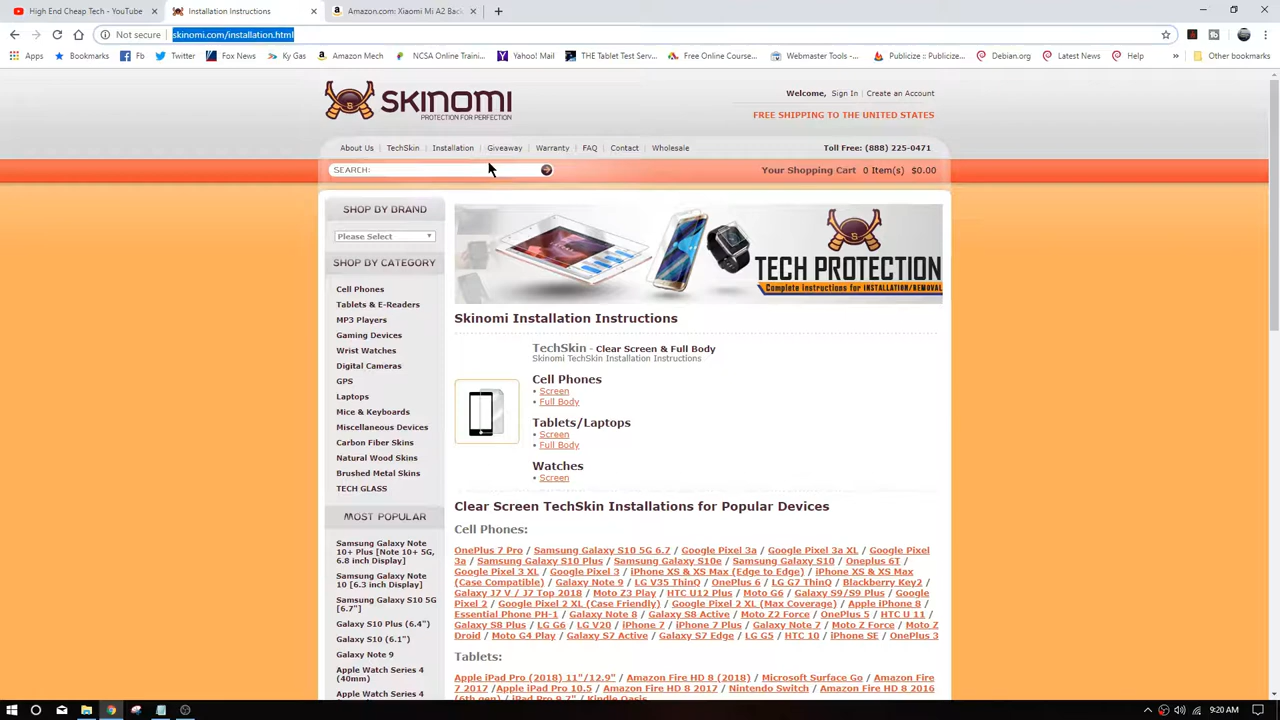 High End Cheap Tech - YouTube
Installation Instructions
Amazon.com: Xiaomi Mi A2 Back
Not secure | skinomi.com/installation.html
Apps
Fb
Twitter
Fox News
Ky Gas
Amazon Mech
NCSA Online Traini...
Yahoo! Mail
THE Tablet Test Serv...
Free Online Course...
Webmaster Tools -...
Publicize :: Publiciz...
Debian.org
Latest News
Help
Other bookmarks
SKINOMI
PROTECTION FOR PERFECTION
Welcome, Sign In | Create an Account
FREE SHIPPING TO THE UNITED STATES
About Us | TechSkin | Installation | Giveaway | Warranty | FAQ | Contact | Wholesale
Toll Free: (888) 225-0471
SEARCH:
Your Shopping Cart 0 Item(s) $0.00
SHOP BY BRAND
Please Select
SHOP BY CATEGORY
Cell Phones
Tablets & E-Readers
MP3 Players
Gaming Devices
Wrist Watches
Digital Cameras
GPS
Laptops
Mice & Keyboards
Miscellaneous Devices
Carbon Fiber Skins
Natural Wood Skins
Brushed Metal Skins
TECH GLASS
MOST POPULAR
Samsung Galaxy Note
10+ Plus [Note 10+ 5G,
6.8 inch Display]
Samsung Galaxy Note
10 [6.3 inch Display]
Samsung Galaxy S10 5G
[6.7"]
Galaxy S10 Plus (6.4")
Galaxy S10 (6.1")
Galaxy Note 9
Apple Watch Series 4
(40mm)
Apple Watch Series 4
TECH PROTECTION
Complete Instructions for INSTALLATION/REMOVAL
Skinomi Installation Instructions
TechSkin - Clear Screen & Full Body
Skinomi TechSkin Installation Instructions
Cell Phones
• Screen
• Full Body
Tablets/Laptops
• Screen
• Full Body
Watches
• Screen
Clear Screen TechSkin Installations for Popular Devices
Cell Phones:
OnePlus 7 Pro / Samsung Galaxy S10 5G 6.7 / Google Pixel 3a / Google Pixel 3a XL / Google Pixel
3a / Samsung Galaxy S10 Plus / Samsung Galaxy S10e / Samsung Galaxy S10 / Oneplus 6T /
Google Pixel 3 XL / Google Pixel 3 / iPhone XS & XS Max (Edge to Edge) / iPhone XS & XS Max
(Case Compatible) / Galaxy Note 9 / LG V35 ThinQ / OnePlus 6 / LG G7 ThinQ / Blackberry Key2 /
Galaxy J7 V / J7 Top 2018 / Moto Z3 Play / HTC U12 Plus / Moto G6 / Galaxy S9/S9 Plus / Google
Pixel 2 / Google Pixel 2 XL (Case Friendly) / Google Pixel 2 XL (Max Coverage) / Apple iPhone 8 /
Essential Phone PH-1 / Galaxy Note 8 / Galaxy S8 Active / Moto Z2 Force / OnePlus 5 / HTC U 11 /
Galaxy S8 Plus / LG G6 / LG V20 / iPhone 7 / iPhone 7 Plus / Galaxy Note 7 / Moto Z Force / Moto Z
Droid / Moto G4 Play / Galaxy S7 Active / Galaxy S7 Edge / LG G5 / HTC 10 / iPhone SE / OnePlus 3
Tablets:
Apple iPad Pro (2018) 11"/12.9" / Amazon Fire HD 8 (2018) / Microsoft Surface Go / Amazon Fire
7 2017 /Apple iPad Pro 10.5 / Amazon Fire HD 8 2017 / Nintendo Switch / Amazon Fire HD 8 2016
(6th gen) / iPad Pro 9.7" / Kindle Oasis
9:20 AM